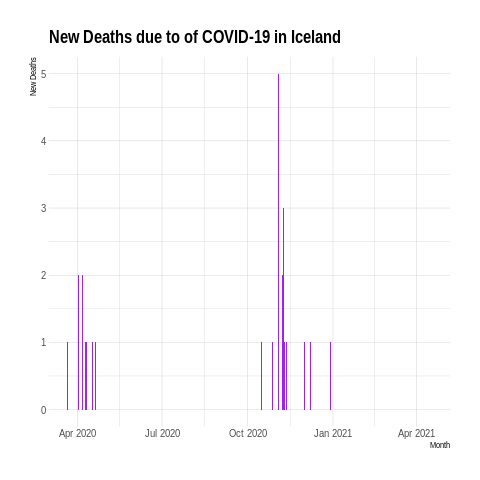 New Deaths due to of COVID-19 in Iceland
New Deaths
5
4
3
2
1
0
Apr 2020 Jul 2020 Oct 2020 Jan 2021 Apr 2021
Month